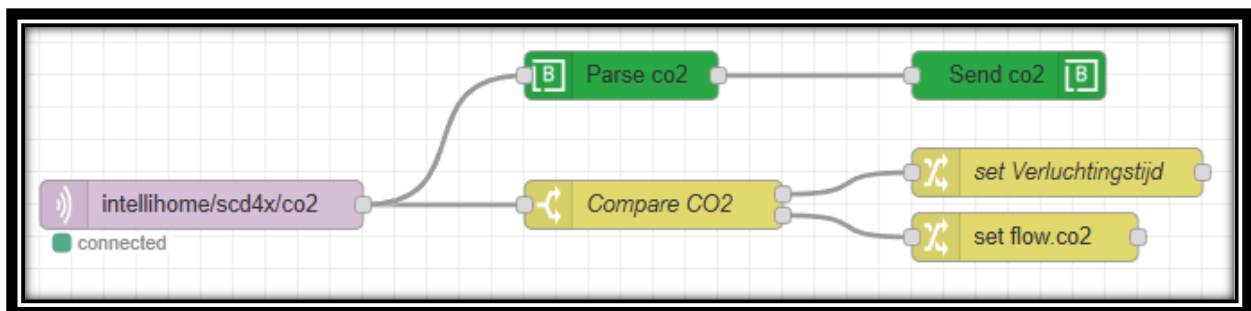 B Parse co2
Send co2 B
intellihome/scd4x/co2
connected
Compare CO2
set Verluchtingstijd
set flow.co2